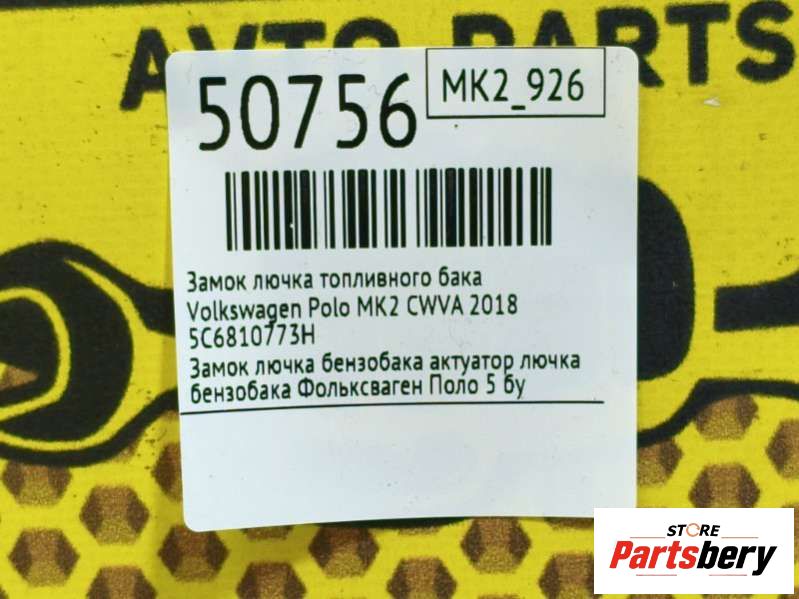 AVTO PARTS
50756
MK2_926
Замок лючка топливного бака
Volkswagen Polo MK2 CWVA 2018
5C6810773H
Замок лючка бензобака актуатор лючка
бензобака Фольксваген Поло 5 бу
STORE
Partsbery